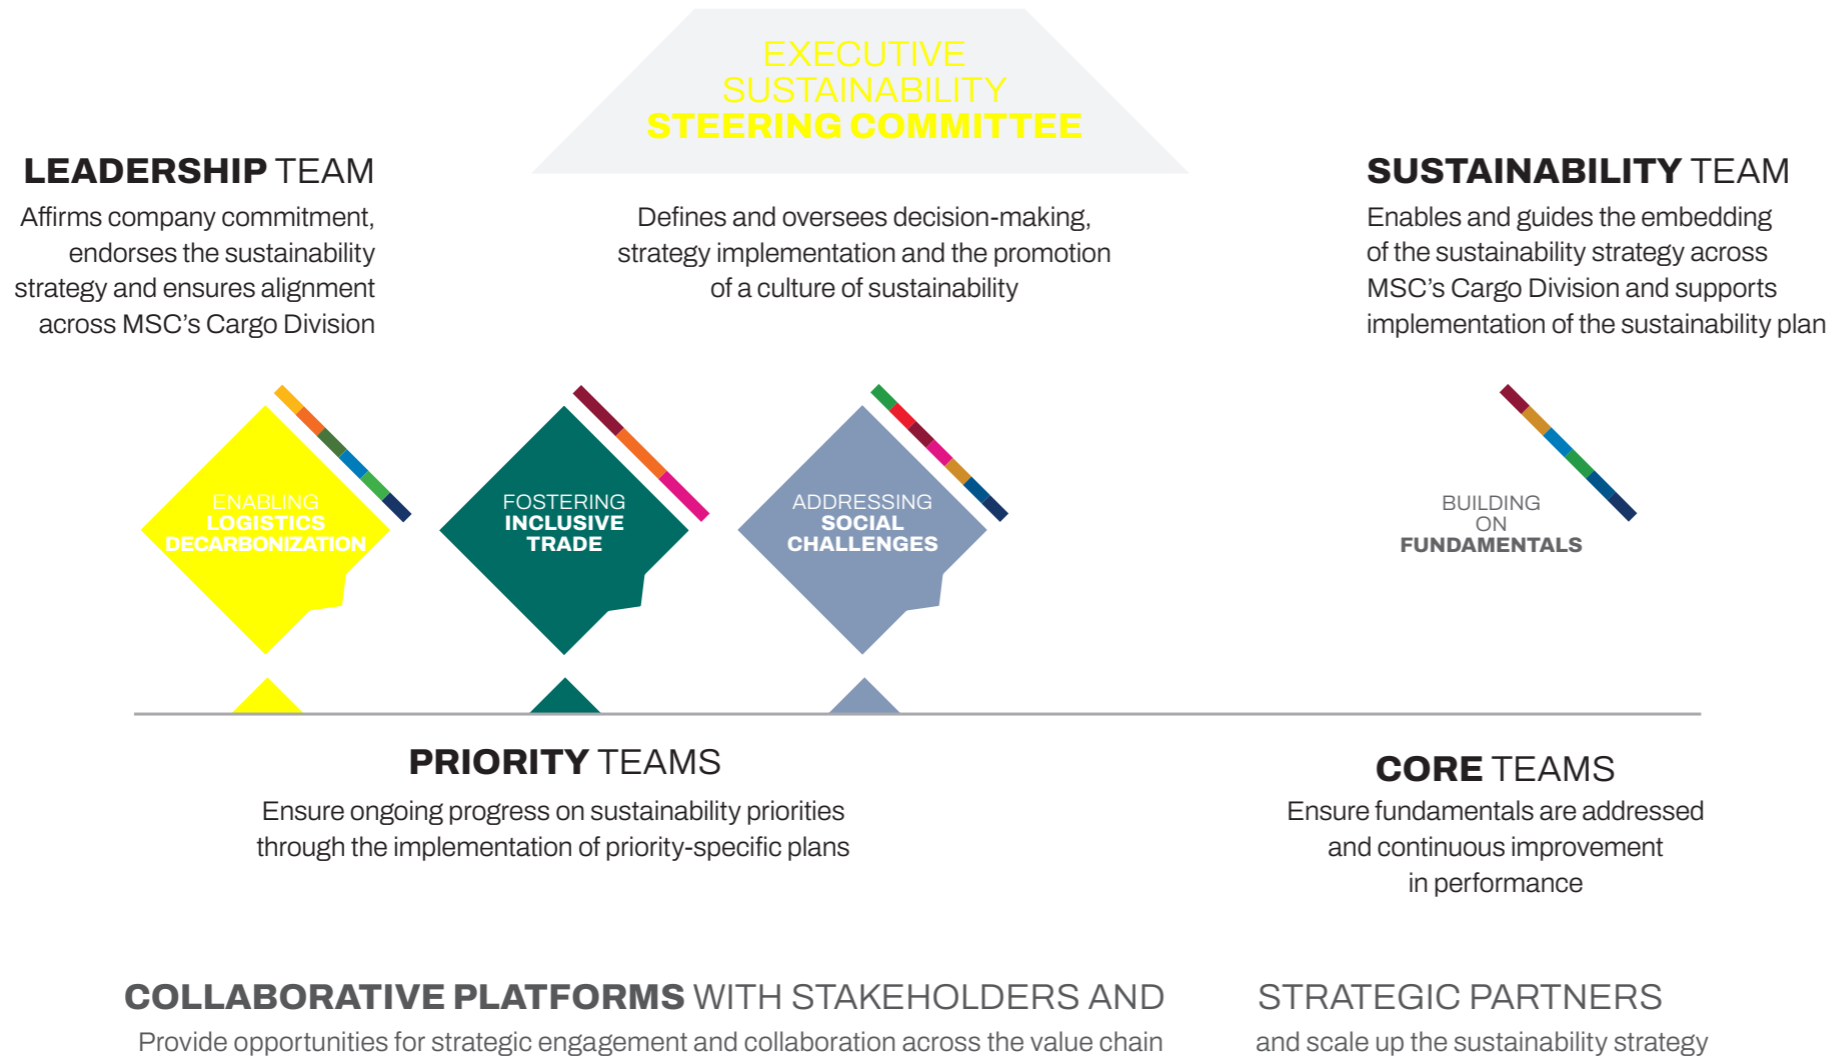 EXECUTIVE
SUSTAINABILITY
STEERING COMMITTEE
LEADERSHIP TEAM
Affirms company commitment,
endorses the sustainability
strategy and ensures alignment
across MSC's Cargo Division
Defines and oversees decision-making,
strategy implementation and the promotion
of a culture of sustainability
SUSTAINABILITY TEAM
Enables and guides the embedding
of the sustainability strategy across
MSC's Cargo Division and supports
implementation of the sustainability plan
ENABLING
LOGISTICS
DECARBONIZATION
FOSTERING
INCLUSIVE
TRADE
ADDRESSING
SOCIAL
CHALLENGES
BUILDING
ON
FUNDAMENTALS
PRIORITY TEAMS
Ensure ongoing progress on sustainability priorities
through the implementation of priority-specific plans
CORE TEAMS
Ensure fundamentals are addressed
and continuous improvement
in performance
COLLABORATIVE PLATFORMS WITH STAKEHOLDERS AND STRATEGIC PARTNERS
Provide opportunities for strategic engagement and collaboration across the value chain and scale up the sustainability strategy